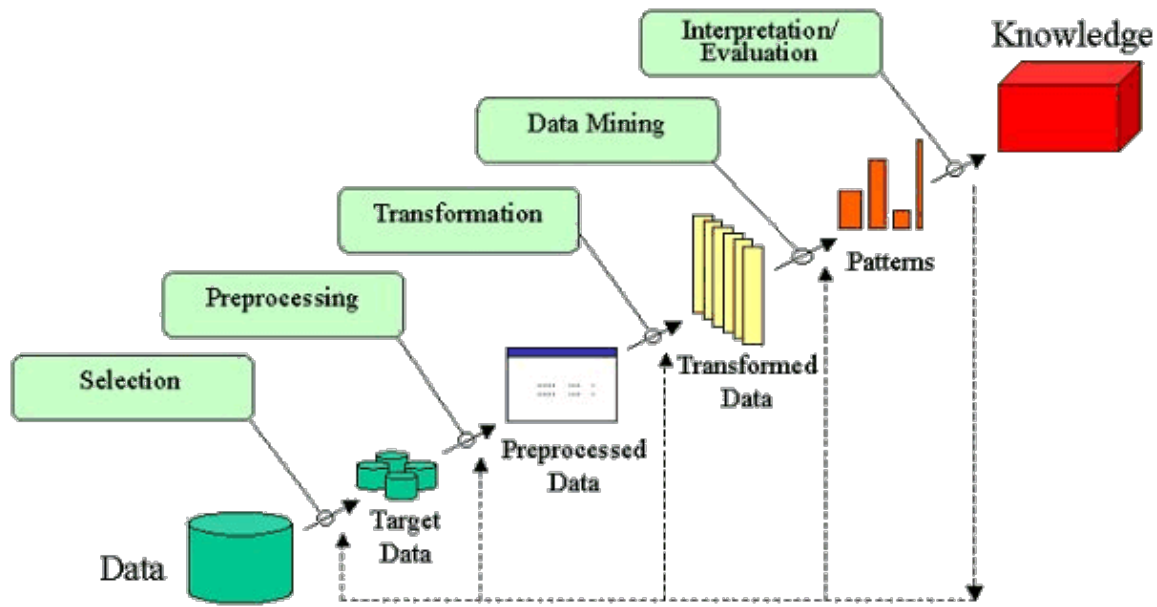 Interpretation/
Evaluation
Knowledge
Data Mining
Transformation
Patterns
Preprocessing
Transformed
Data
Selection
Preprocessed
Data
Target
Data
Data